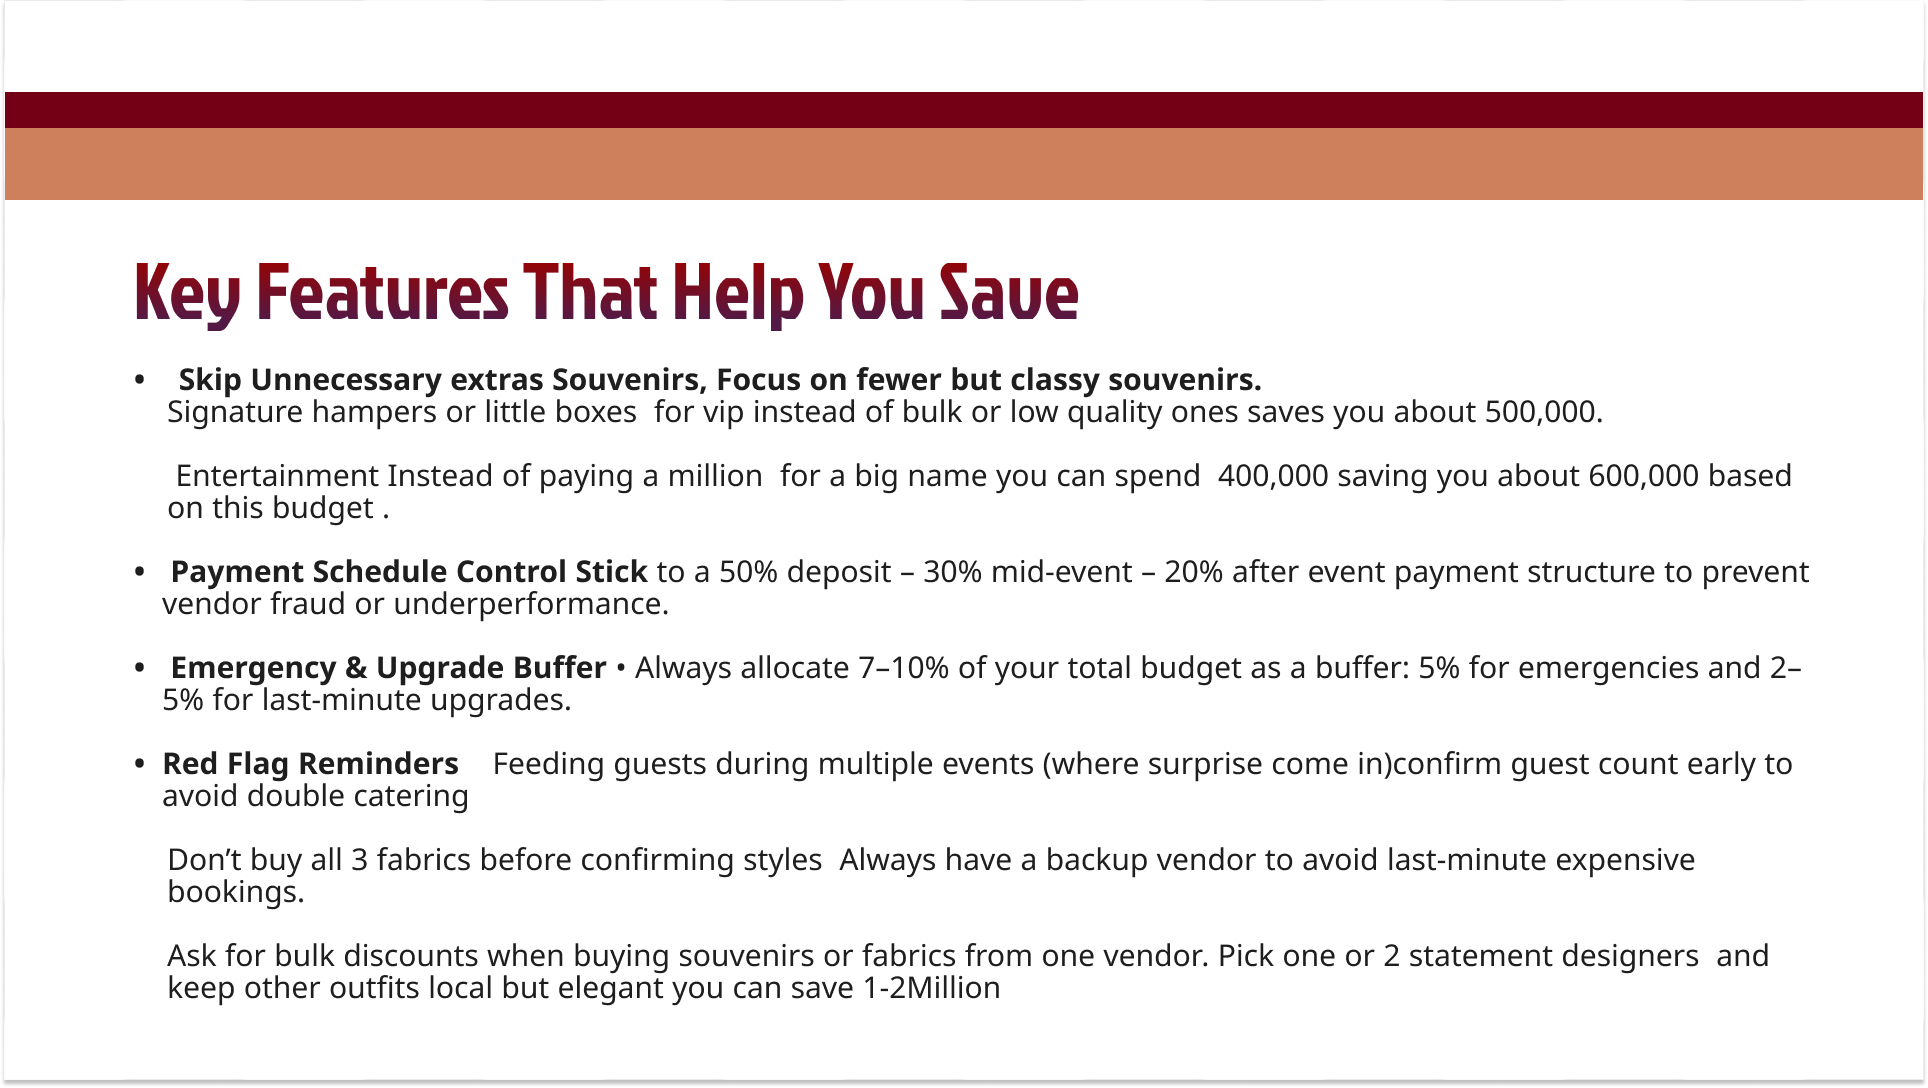 Key Features That Help You Save
• Skip Unnecessary extras Souvenirs, Focus on fewer but classy souvenirs.
Signature hampers or little boxes for vip instead of bulk or low quality ones saves you about 500,000.
Entertainment Instead of paying a million for a big name you can spend 400,000 saving you about 600,000 based
on this budget .
• Payment Schedule Control Stick to a 50% deposit – 30% mid-event – 20% after event payment structure to prevent
vendor fraud or underperformance.
• Emergency & Upgrade Buffer • Always allocate 7–10% of your total budget as a buffer: 5% for emergencies and 2–
5% for last-minute upgrades.
• Red Flag Reminders Feeding guests during multiple events (where surprise come in)confirm guest count early to
avoid double catering
Don’t buy all 3 fabrics before confirming styles Always have a backup vendor to avoid last-minute expensive
bookings.
Ask for bulk discounts when buying souvenirs or fabrics from one vendor. Pick one or 2 statement designers and
keep other outfits local but elegant you can save 1-2Million